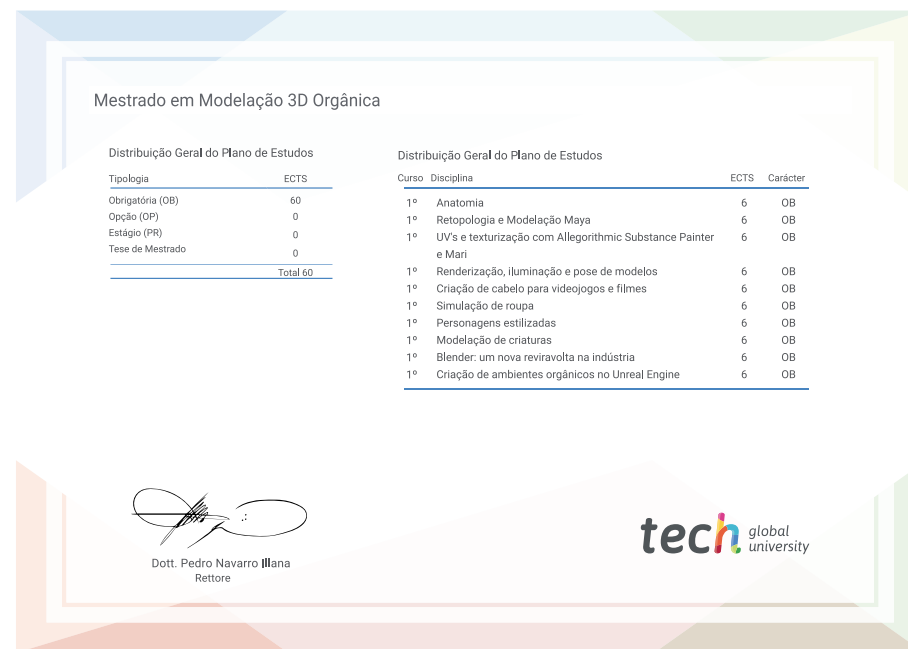 Mestrado em Modelação 3D Orgânica
Distribuição Geral do Plano de Estudos
Tipologia ECTS
Obrigatória (OB) 60
Opção (OP) 0
Estágio (PR) 0
Tese de Mestrado 0
Total 60
Distribuição Geral do Plano de Estudos
Curso Disciplina ECTS Carácter
1º Anatomia 6 OB
1º Retopologia e Modelação Maya 6 OB
1º UV's e texturização com Allegorithmic Substance Painter 6 OB
e Mari
1º Renderização, iluminação e pose de modelos 6 OB
1º Criação de cabelo para videojogos e filmes 6 OB
1º Simulação de roupa 6 OB
1º Personagens estilizadas 6 OB
1º Modelação de criaturas 6 OB
1º Blender: um nova reviravolta na indústria 6 OB
1º Criação de ambientes orgânicos no Unreal Engine 6 OB
Dott. Pedro Navarro Illana
Rettore
tech global
university